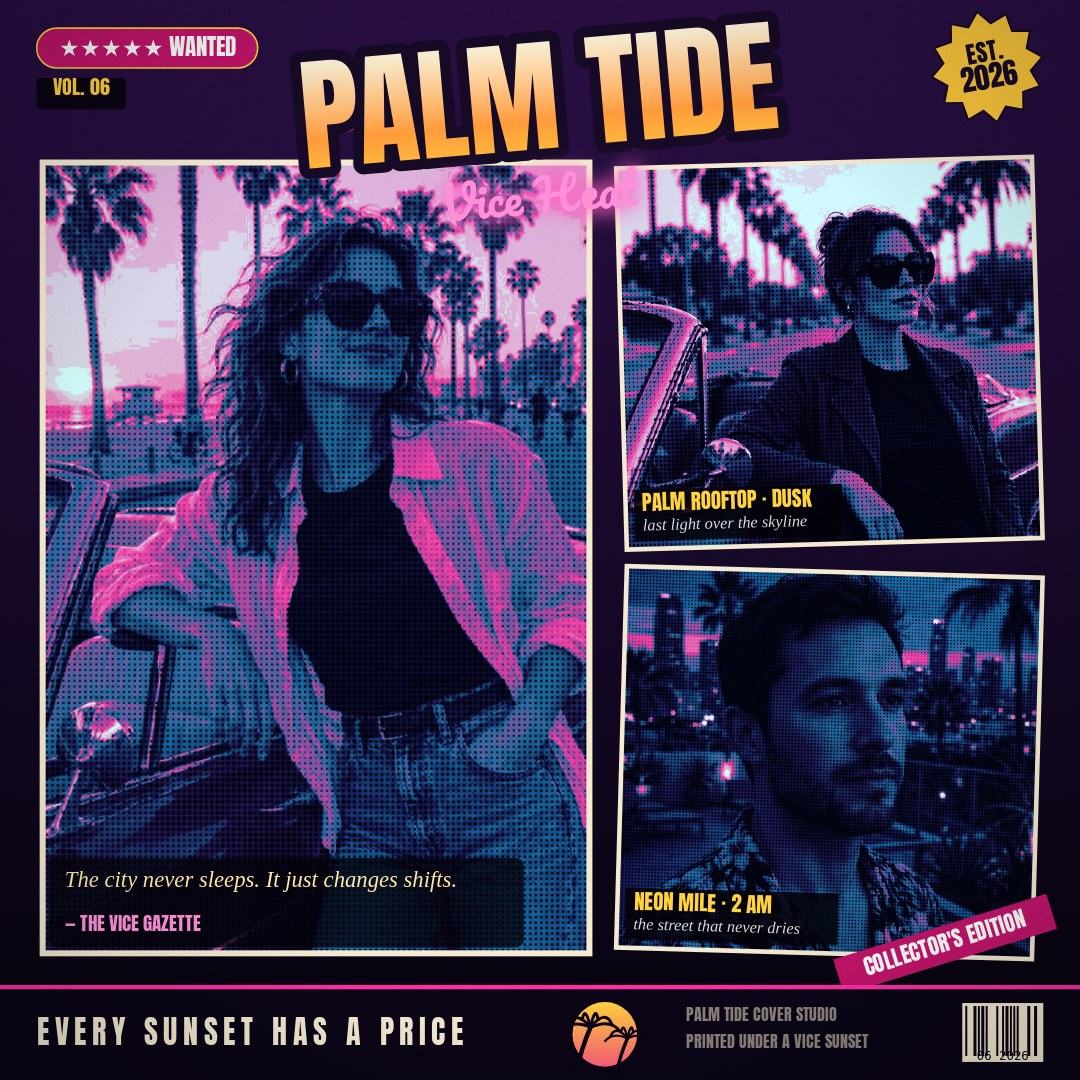 ★★★★★ WANTED
VOL. 06
PALM TIDE
Vice Heat
EST.
2026
PALM ROOFTOP · DUSK
last light over the skyline
The city never sleeps. It just changes shifts.
– THE VICE GAZETTE
NEON MILE · 2 AM
the street that never dries
COLLECTOR'S EDITION
EVERY SUNSET HAS A PRICE
PALM TIDE COVER STUDIO
PRINTED UNDER A VICE SUNSET
06 2026